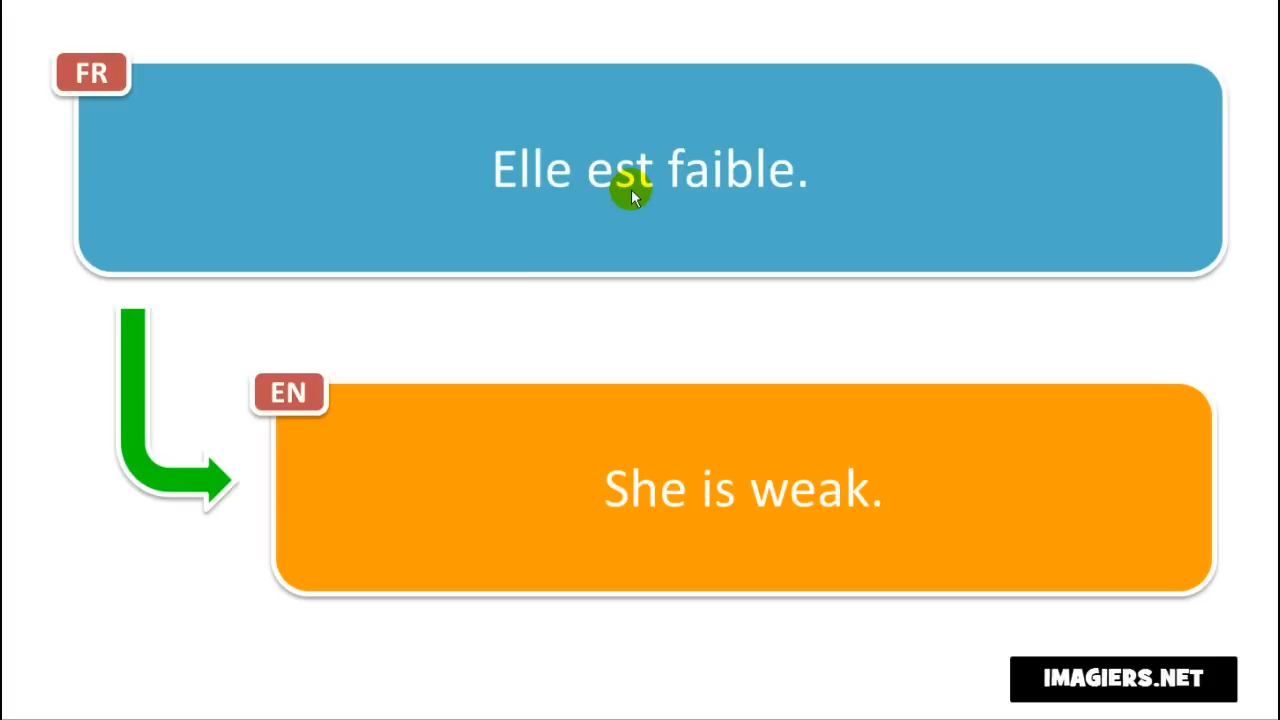 FR
Elle est faible.
EN
She is weak.
IMAGIERS.NET